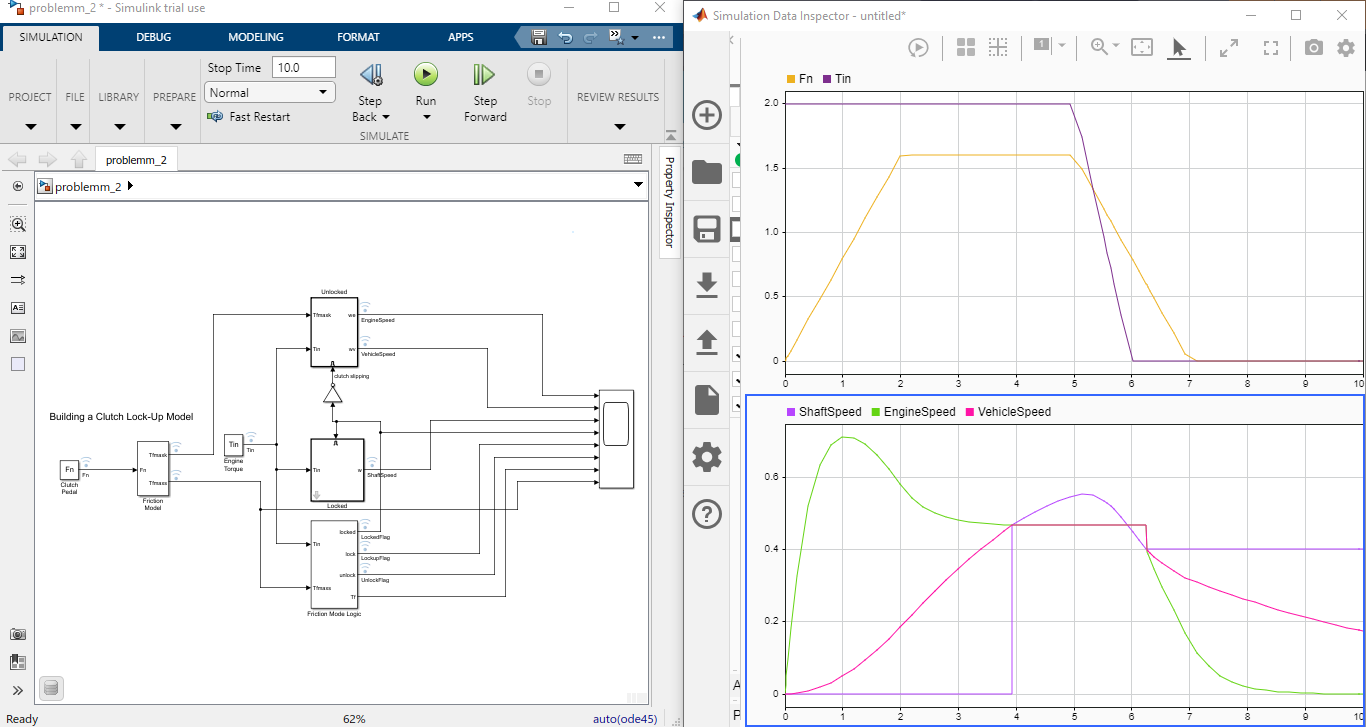 problemm_2 * - Simulink trial use
SIMULATION DEBUG MODELING FORMAT APPS
Stop Time 10.0
Normal
Fast Restart
PROJECT FILE LIBRARY PREPARE
Step Back
Run
Step Forward
Stop
REVIEW RESULTS
SIMULATE
problemm_2
problemm_2
Property Inspector
Building a Clutch Lock-Up Model
Fn
Fn
Clutch
Pedal
Fn
Tfmask
Tfmass
Friction
Model
Tin
Tin
Engine
Torque
Unlocked
Tfmask
Tin
we
wv
EngineSpeed
VehicleSpeed
clutch slipping
Tin
w
ShaftSpeed
Locked
Tin
Tfmass
locked
lock
unlock
Tf
LockedFlag
LockupFlag
UnlockFlag
Friction Mode Logic
Ready 62% auto(ode45)
Simulation Data Inspector - untitled*
1
Fn Tin
2.0
1.5
1.0
0.5
0
0 1 2 3 4 5 6 7 8 9 10
ShaftSpeed EngineSpeed VehicleSpeed
0.6
0.4
0.2
0
0 1 2 3 4 5 6 7 8 9 10